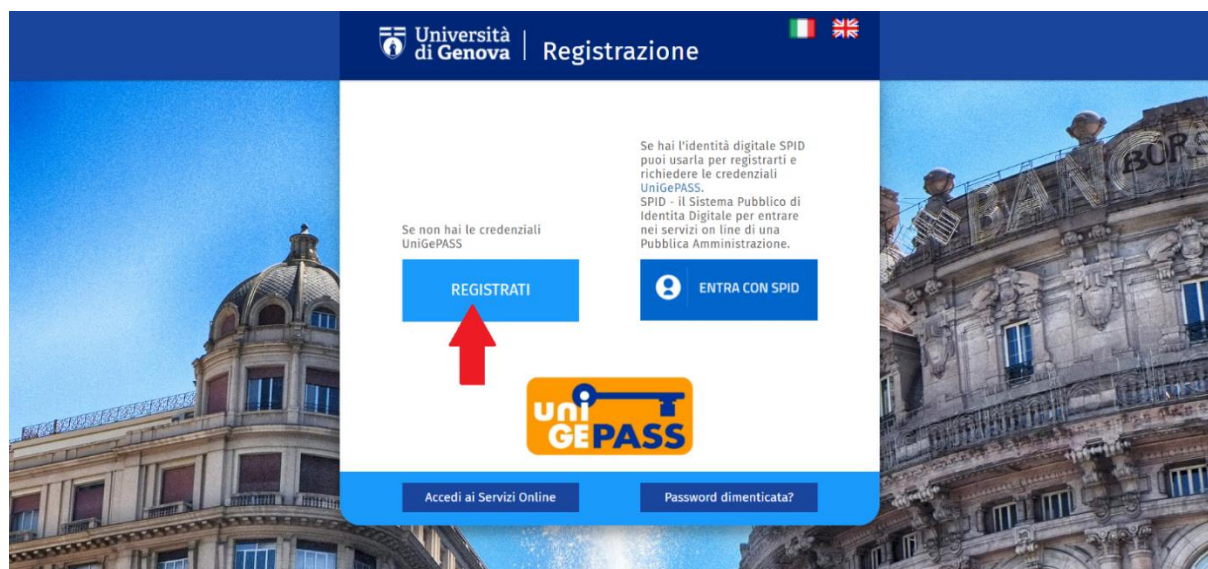 Università
di Genova
Registrazione
Se hai l'identità digitale SPID
puoi usarla per registrarti e
richiedere le credenziali
UniGePASS.
SPID - il Sistema Pubblico di
Identita Digitale per entrare
nei servizi on line di una
Pubblica Amministrazione.
Se non hai le credenziali
UniGePASS
REGISTRATI
ENTRA CON SPID
uni
GEPASS
Accedi ai Servizi Online
Password dimenticata?
BANCO
BORS